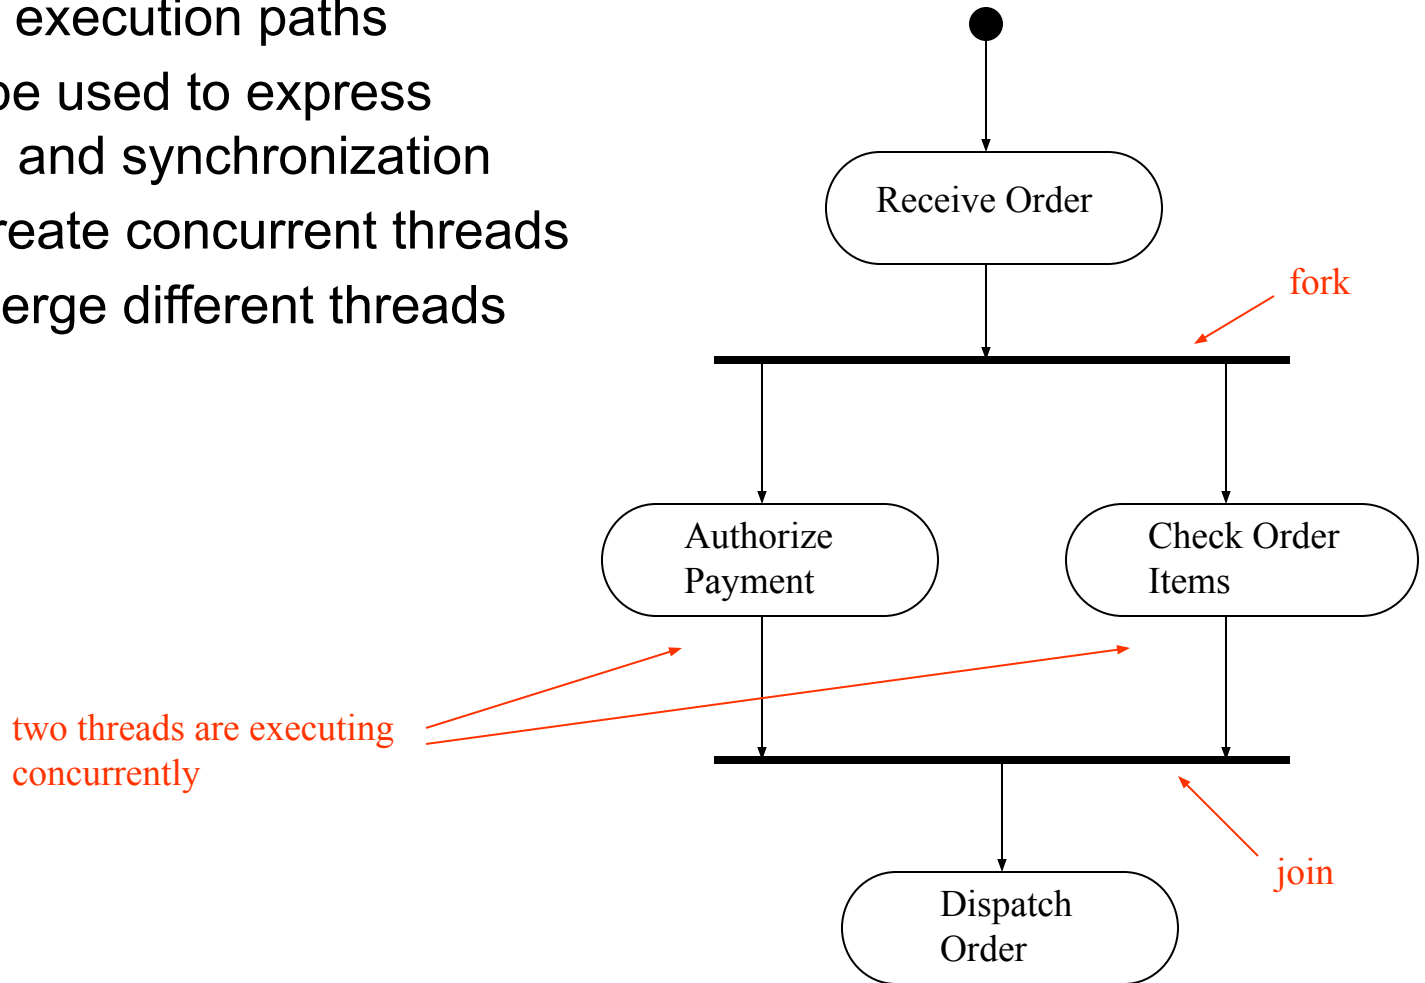 execution paths
be used to express
and synchronization
reate concurrent threads
erge different threads
Receive Order
fork
Authorize
Payment
Check Order
Items
two threads are executing
concurrently
join
Dispatch
Order